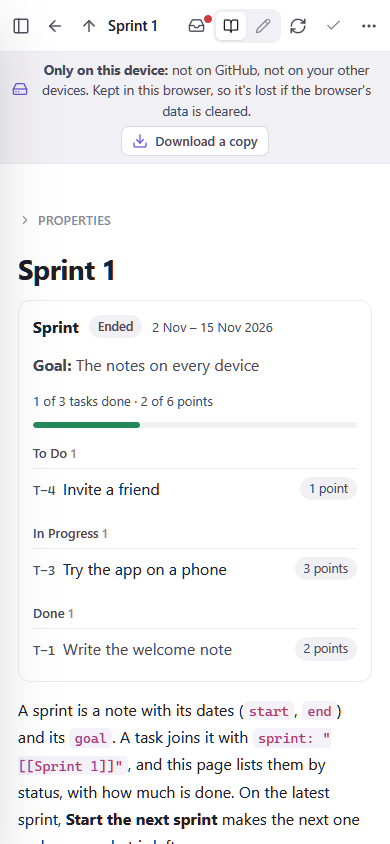 Sprint 1
Only on this device: not on GitHub, not on your other
devices. Kept in this browser, so it's lost if the browser's
data is cleared.
Download a copy
PROPERTIES
Sprint 1
Sprint Ended 2 Nov – 15 Nov 2026
Goal: The notes on every device
1 of 3 tasks done · 2 of 6 points
To Do 1
T-4 Invite a friend 1 point
In Progress 1
T-3 Try the app on a phone 3 points
Done 1
T-1 Write the welcome note 2 points
A sprint is a note with its dates ( start , end )
and its goal . A task joins it with sprint: "
[[Sprint 1]]" , and this page lists them by
status, with how much is done. On the latest
sprint, Start the next sprint makes the next one